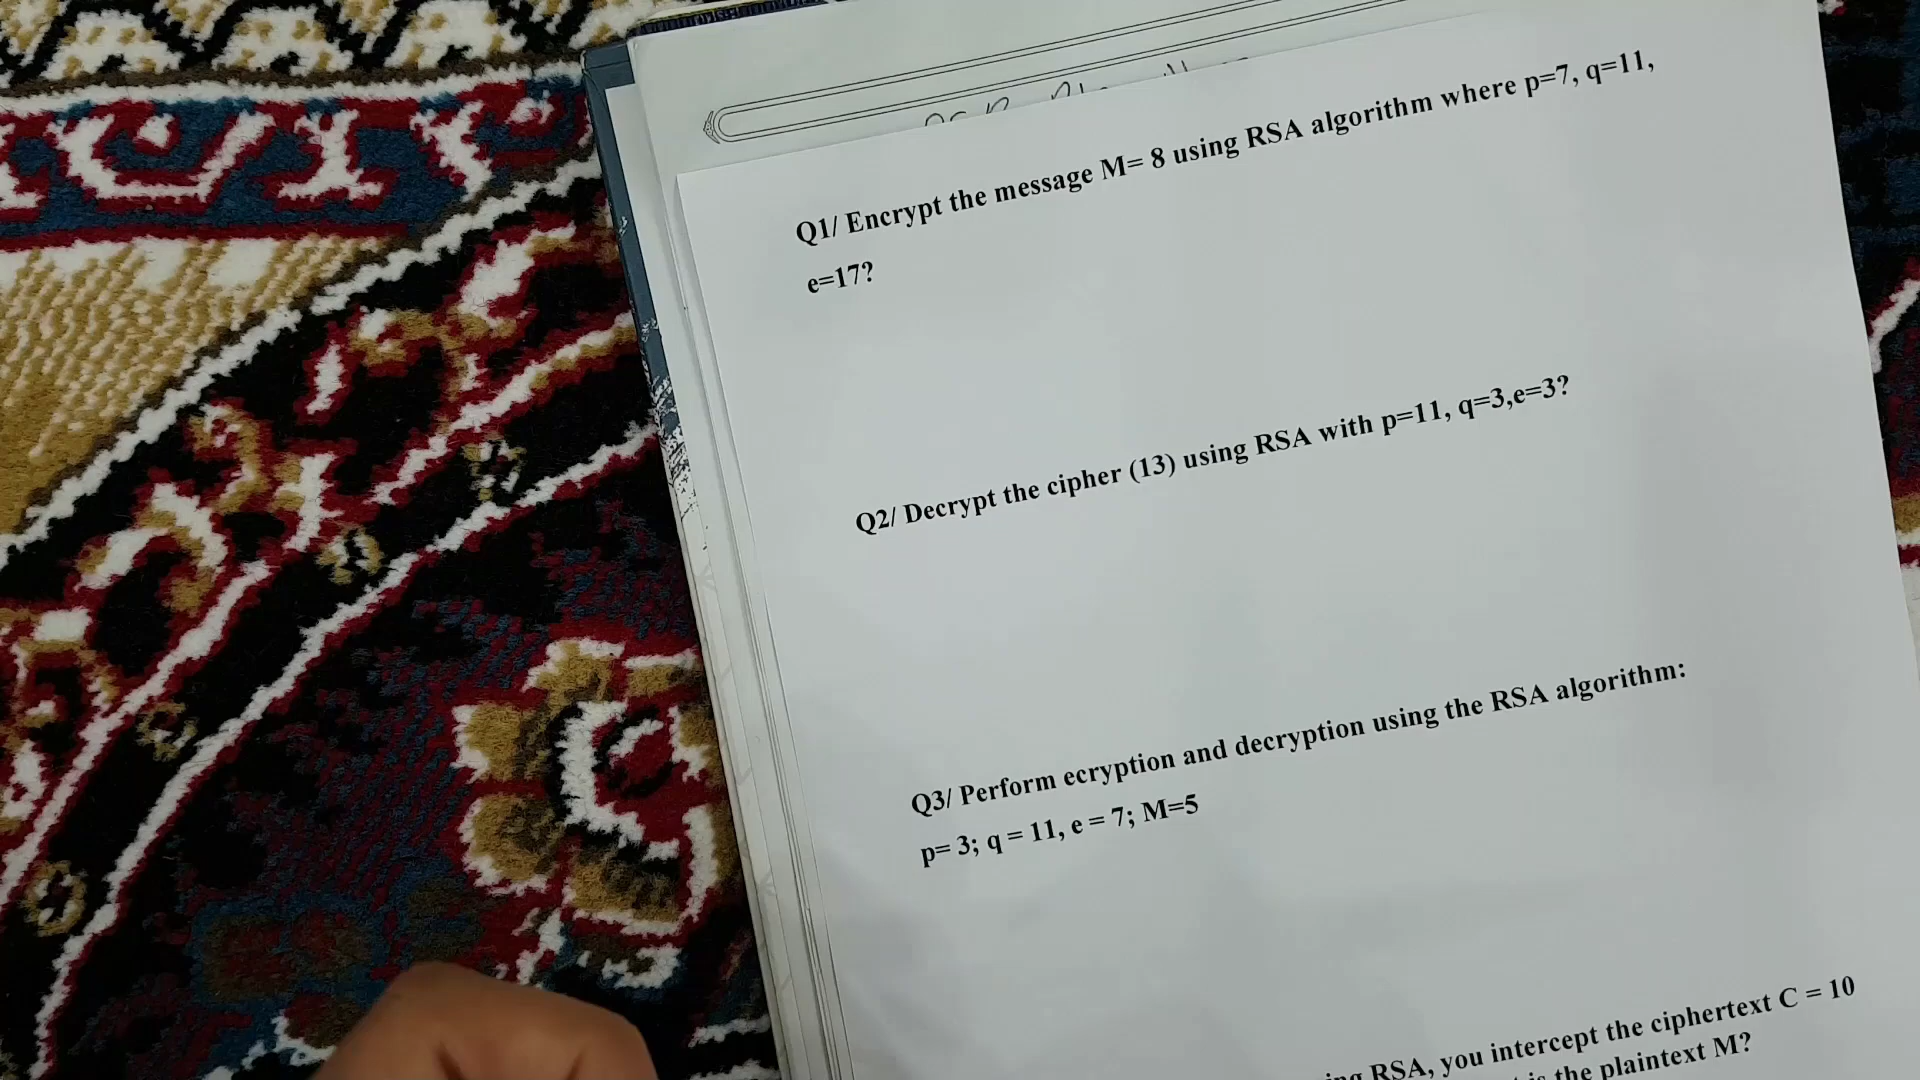 Q1/ Encrypt the message M= 8 using RSA algorithm where p=7, q=11,
e=17?
Q2/ Decrypt the cipher (13) using RSA with p=11, q=3,e=3?
Q3/ Perform ecryption and decryption using the RSA algorithm:
p= 3; q = 11, e = 7; M=5
RSA, you intercept the ciphertext C = 10
is the plaintext M?